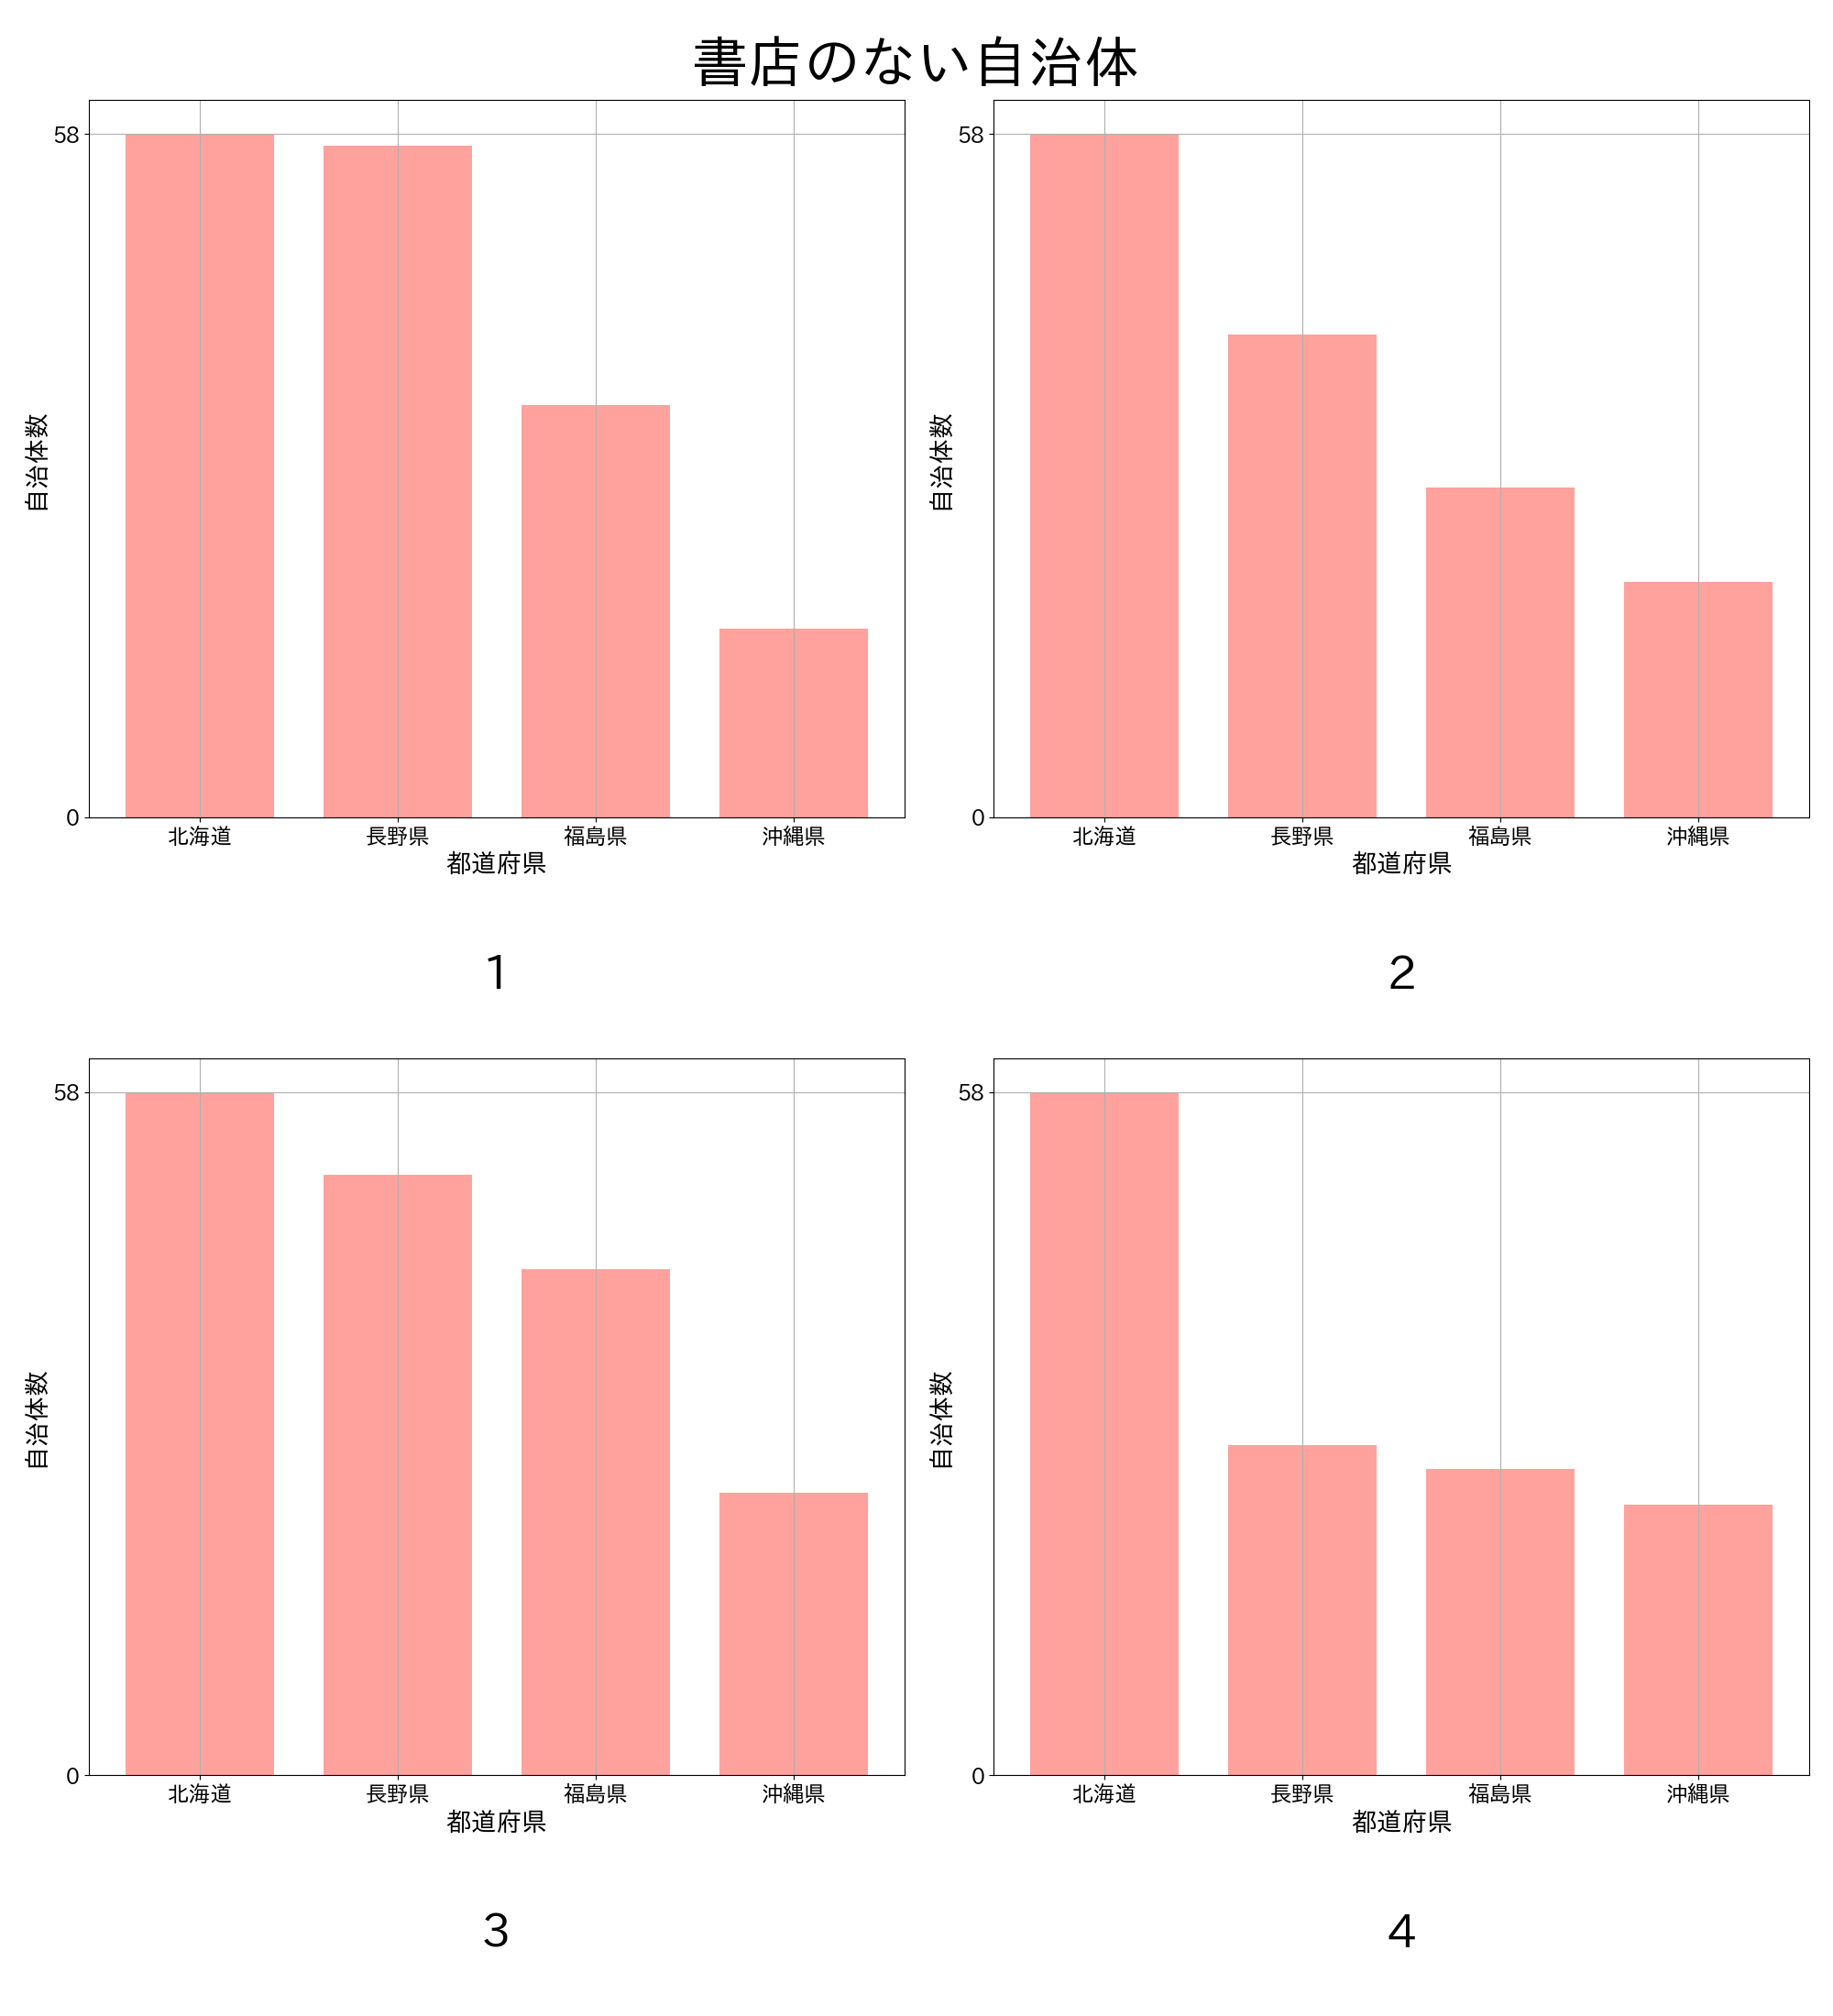 書店のない自治体
58
0
自治体数
北海道 長野県 福島県 沖縄県
都道府県
1
58
0
自治体数
北海道 長野県 福島県 沖縄県
都道府県
2
58
0
自治体数
北海道 長野県 福島県 沖縄県
都道府県
3
58
0
自治体数
北海道 長野県 福島県 沖縄県
都道府県
4